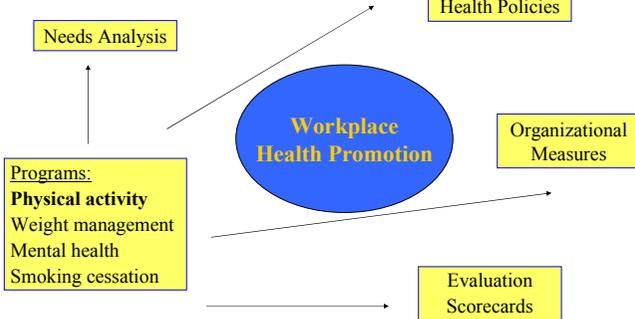 Health Policies
Needs Analysis
Workplace
Health Promotion
Organizational
Measures
Programs:
Physical activity
Weight management
Mental health
Smoking cessation
Evaluation
Scorecards